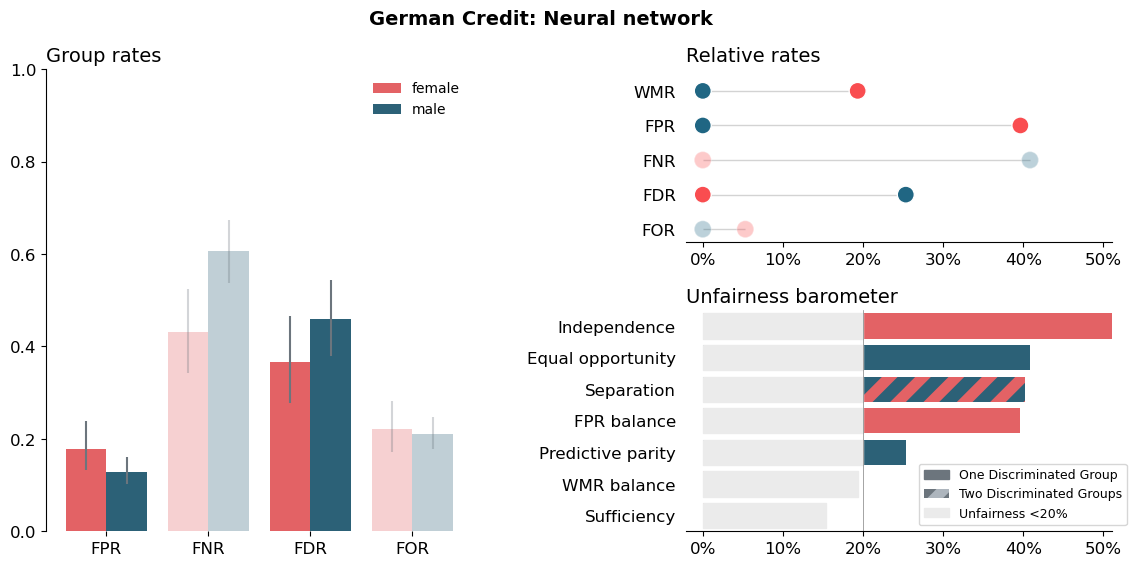 German Credit: Neural network
Group rates
1.0
0.8
0.6
0.4
0.2
0.0
FPR
FNR
FDR
FOR
female
male
Relative rates
WMR
FPR
FNR
FDR
FOR
0% 10% 20% 30% 40% 50%
Unfairness barometer
Independence
Equal opportunity
Separation
FPR balance
Predictive parity
WMR balance
Sufficiency
One Discriminated Group
Two Discriminated Groups
Unfairness <20%
0% 10% 20% 30% 40% 50%